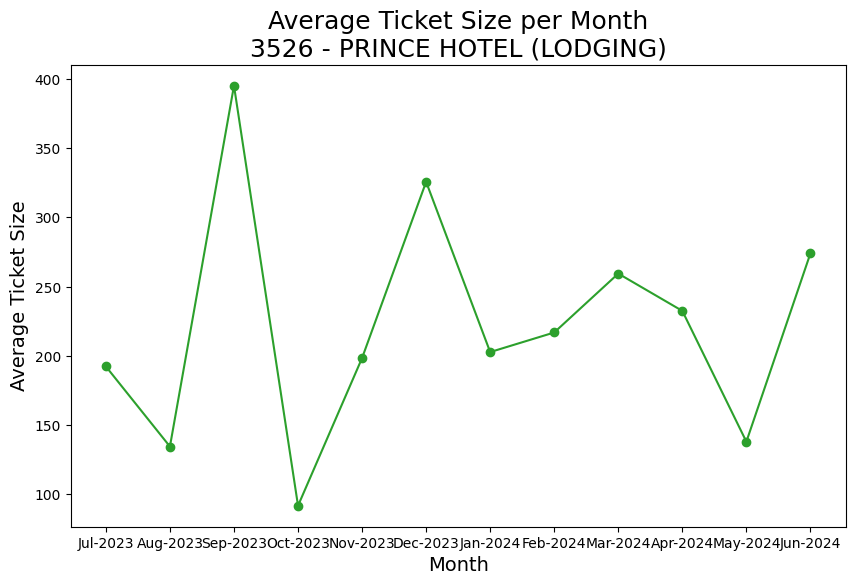 Average Ticket Size per Month
3526 - PRINCE HOTEL (LODGING)
Average Ticket Size
400
350
300
250
200
150
100
Jul-2023 Aug-2023 Sep-2023 Oct-2023 Nov-2023 Dec-2023 Jan-2024 Feb-2024 Mar-2024 Apr-2024 May-2024 Jun-2024
Month